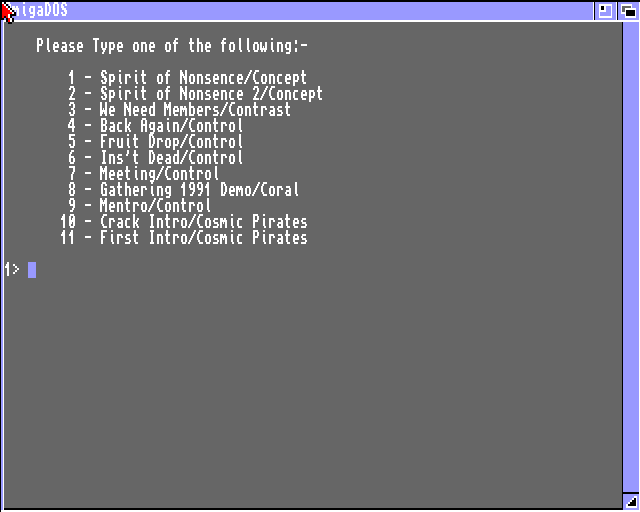 AmigaDOS
Please Type one of the following:-
1 - Spirit of Nonsence/Concept
2 - Spirit of Nonsence 2/Concept
3 - We Need Members/Contrast
4 - Back Again/Control
5 - Fruit Drop/Control
6 - Ins't Dead/Control
7 - Meeting/Control
8 - Gathering 1991 Demo/Coral
9 - Mentro/Control
10 - Crack Intro/Cosmic Pirates
11 - First Intro/Cosmic Pirates
1>